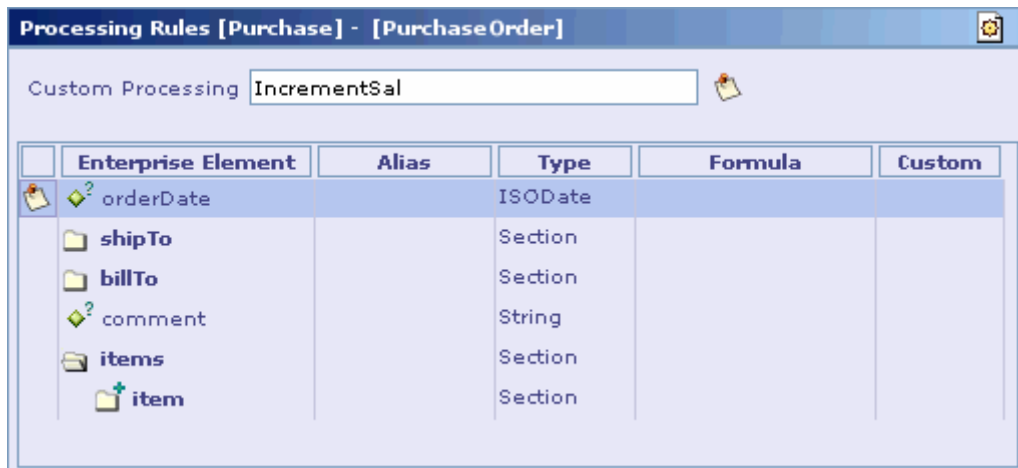 Processing Rules [Purchase] - [PurchaseOrder]
Custom Processing IncrementSal
Enterprise Element Alias Type Formula Custom
? orderDate ISODate
shipTo Section
billTo Section
? comment String
items Section
item Section